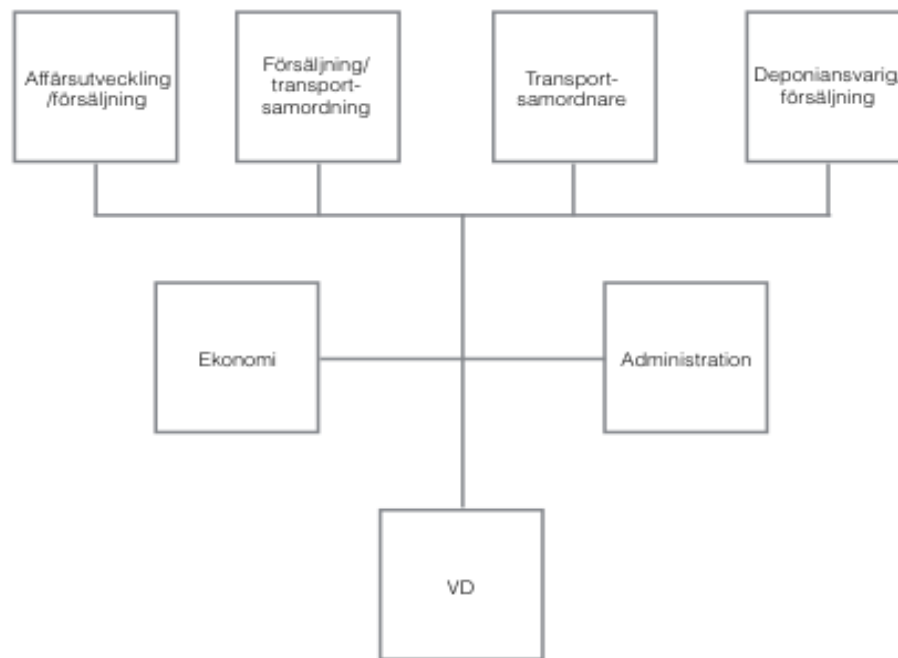 Affärsutveckling
/försäljning
Försäljning/
transport-
samordning
Transport-
samordnare
Deponiansvarig/
försäljning
Ekonomi
Administration
VD